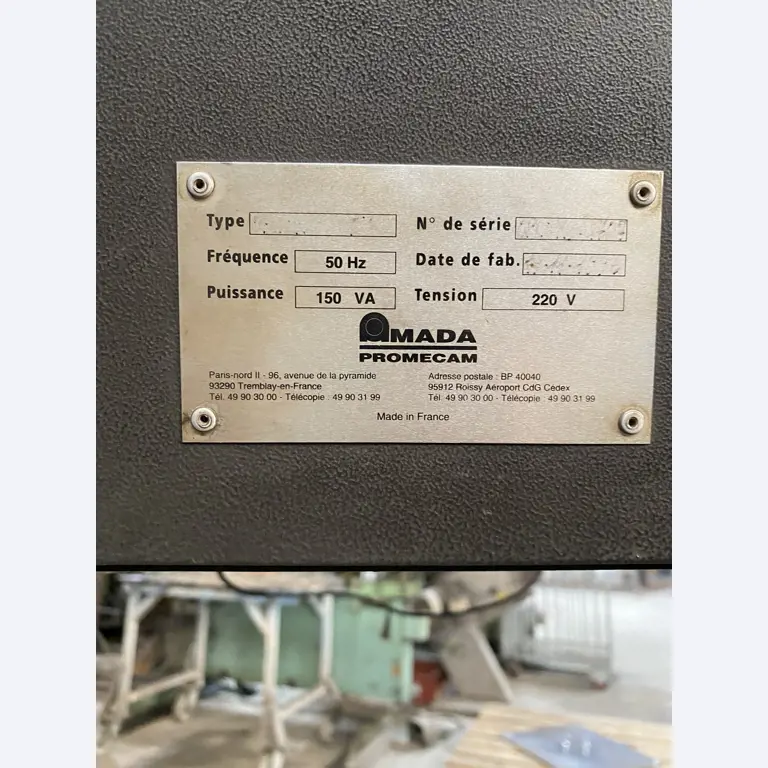 Type
N° de série
Fréquence 50 Hz
Date de fab.
Puissance 150 VA
Tension 220 V
AMADA
PROMECAM
Paris-nord II - 96, avenue de la pyramide
93290 Tremblay-en-France
Tél. 49 90 30 00 - Télécopie : 49 90 31 99
Adresse postale : BP 40040
95912 Roissy Aéroport CdG Cédex
Tél. 49 90 30 00 - Télécopie : 49 90 31 99
Made in France